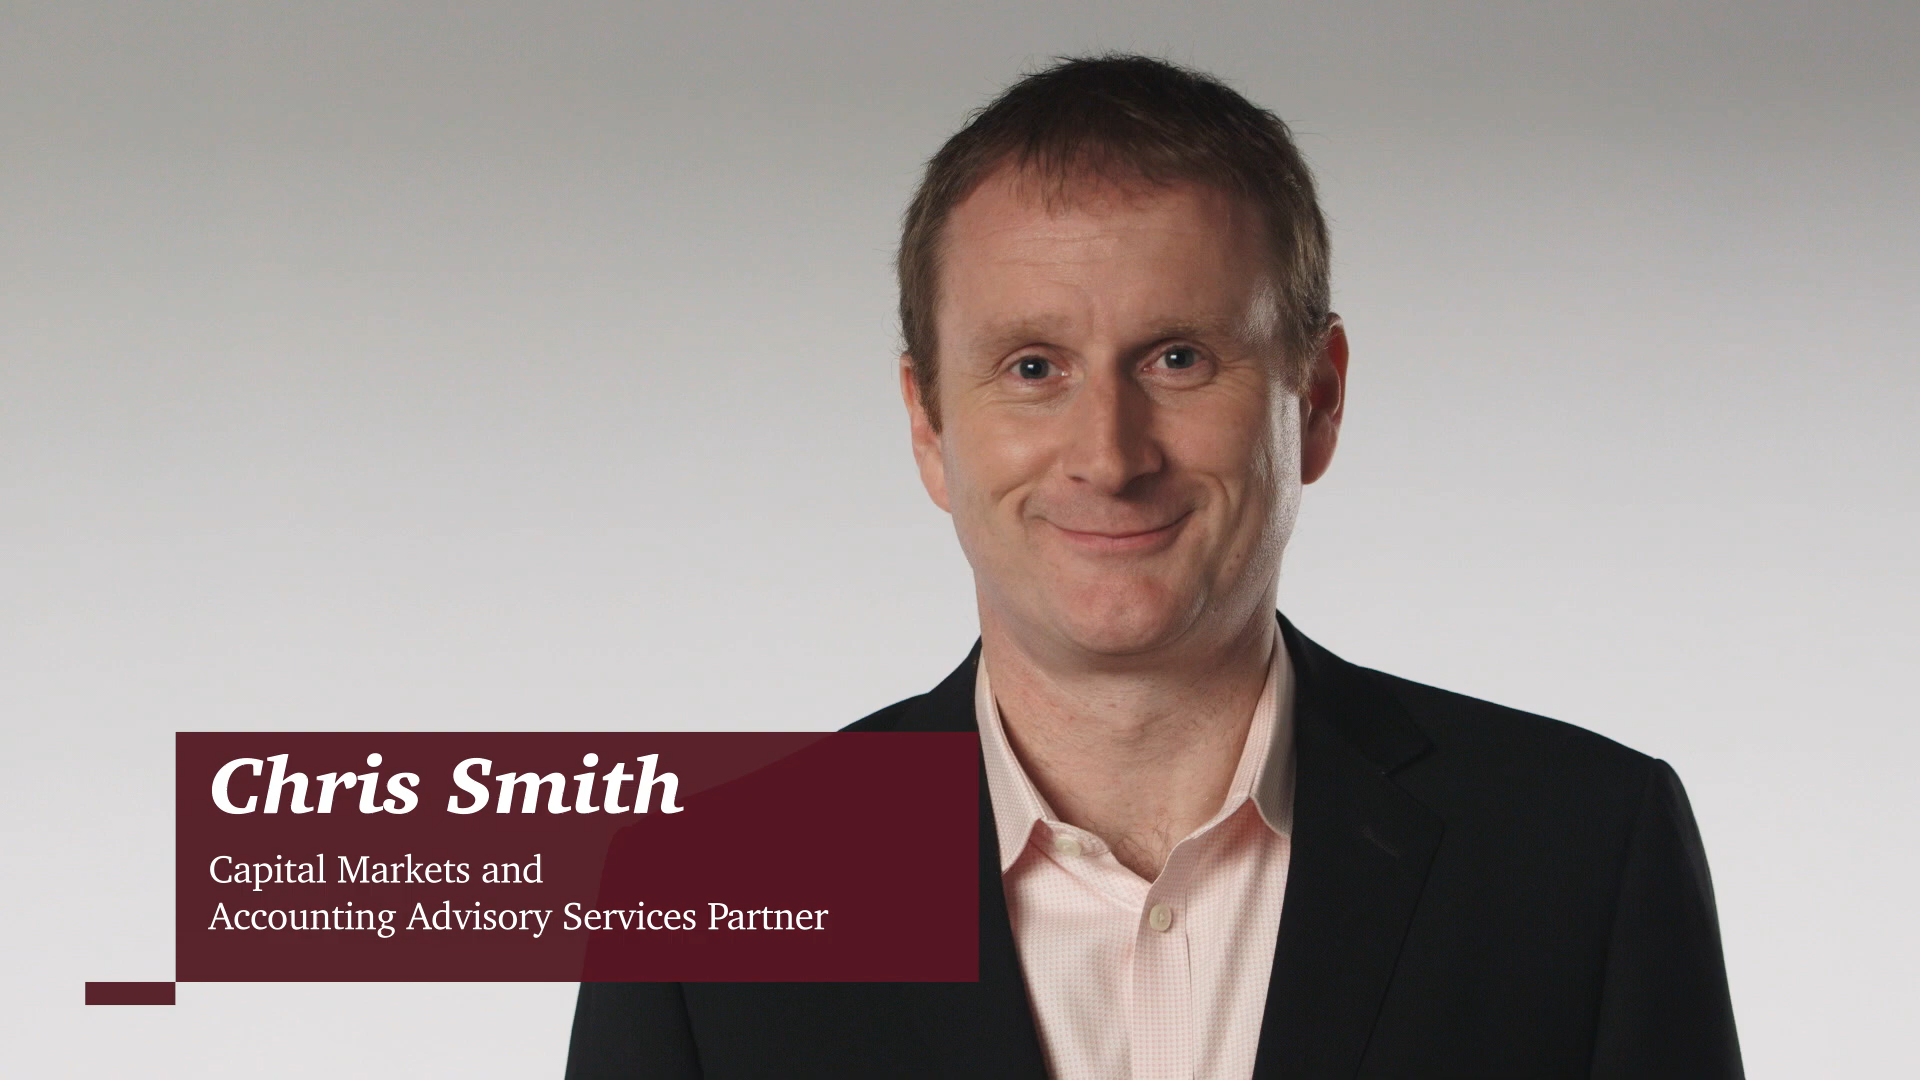 Chris Smith
Capital Markets and
Accounting Advisory Services Partner